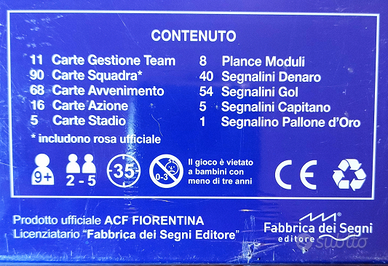 CONTENUTO
11 Carte Gestione Team
90 Carte Squadra*
68 Carte Avvenimento
16 Carte Azione
5 Carte Stadio
* includono rosa ufficiale
8 Plance Moduli
40 Segnalini Denaro
54 Segnalini Gol
5 Segnalini Capitano
1 Segnalino Pallone d'Oro
9+
2 - 5
35
0-3
Il gioco è vietato
a bambini con
meno di tre anni
CE
Prodotto ufficiale ACF FIORENTINA
Licenziatario "Fabbrica dei Segni Editore"
Fabbrica dei Segni
editore
subito